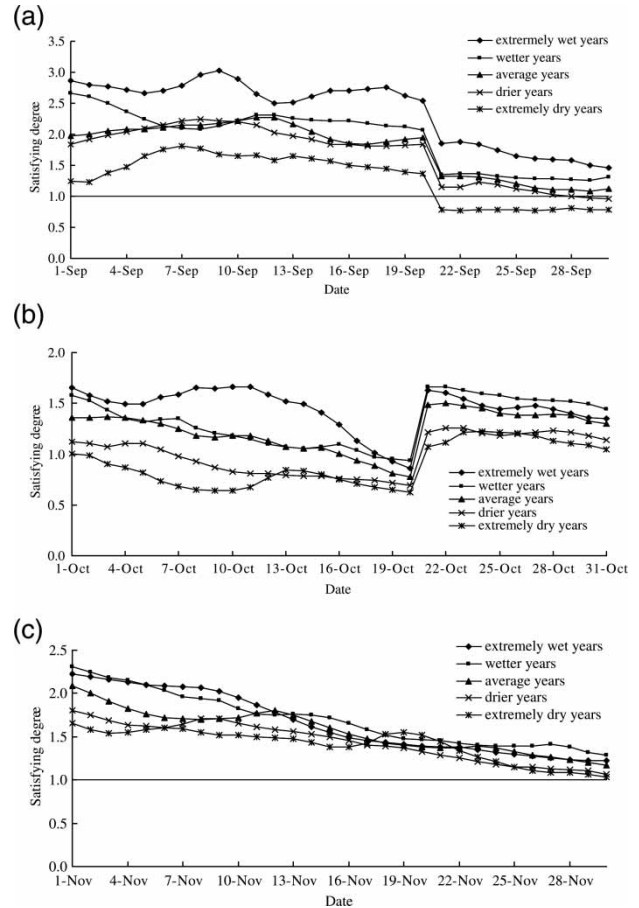 (a)
extrermely wet years
wetter years
average years
drier years
extremely dry years
Satisfying degree
3.5
3.0
2.5
2.0
1.5
1.0
0.5
0.0
1-Sep 4-Sep 7-Sep 10-Sep 13-Sep 16-Sep 19-Sep 22-Sep 25-Sep 28-Sep
Date
(b)
Satisfying degree
2.0
1.5
1.0
0.5
0.0
extremely wet years
wetter years
average years
drier years
extremely dry years
1-Oct 4-Oct 7-Oct 10-Oct 13-Oct 16-Oct 19-Oct 22-Oct 25-Oct 28-Oct 31-Oct
Date
(c)
extremely wet years
wetter years
average years
drier years
extremely dry years
Satisfying degree
2.5
2.0
1.5
1.0
0.5
0.0
1-Nov 4-Nov 7-Nov 10-Nov 13-Nov 16-Nov 19-Nov 22-Nov 25-Nov 28-Nov
Date